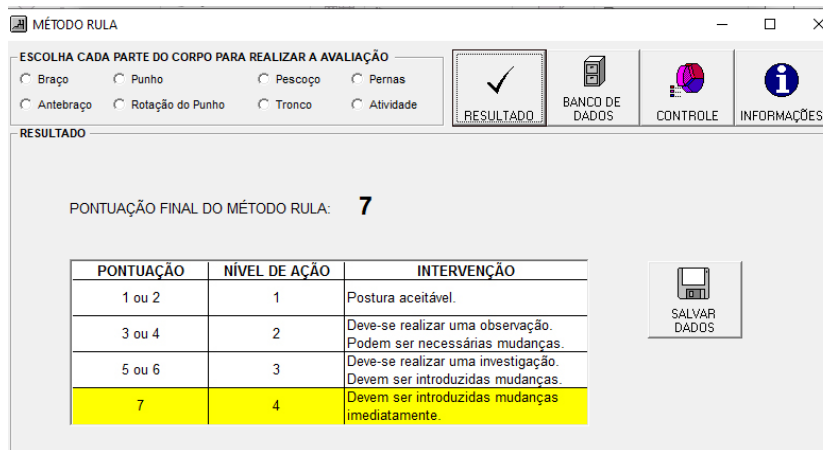 MÉTODO RULA
ESCOLHA CADA PARTE DO CORPO PARA REALIZAR A AVALIAÇÃO
Braço Punho Pescoço Pernas
Antebraço Rotação do Punho Tronco Atividade
RESULTADO
BANCO DE
DADOS
CONTROLE
INFORMAÇÕES
RESULTADO
PONTUAÇÃO FINAL DO MÉTODO RULA: 7
PONTUAÇÃO NÍVEL DE AÇÃO INTERVENÇÃO
1 ou 2 1 Postura aceitável.
3 ou 4 2 Deve-se realizar uma observação.
Podem ser necessárias mudanças.
5 ou 6 3 Deve-se realizar uma investigação.
Devem ser introduzidas mudanças.
7 4 Devem ser introduzidas mudanças
imediatamente.
SALVAR
DADOS